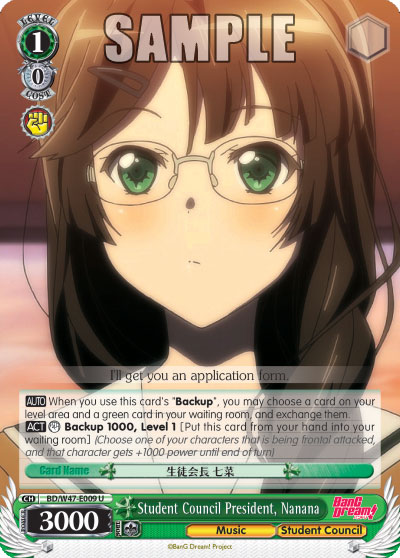 LEVEL
1
SAMPLE
0
COST
I'll get you an application form.
AUTO When you use this card's "Backup", you may choose a card on your
level area and a green card in your waiting room, and exchange them.
ACT Backup 1000, Level 1 [Put this card from your hand into your
waiting room] (Choose one of your characters that is being frontal attacked,
and that character gets +1000 power until end of turn)
Card Name 生徒会長 七菜
CH BD/W47-E009 U
Student Council President, Nanana
BanG Dream!
3000
Music Student Council
©BanG Dream! Project